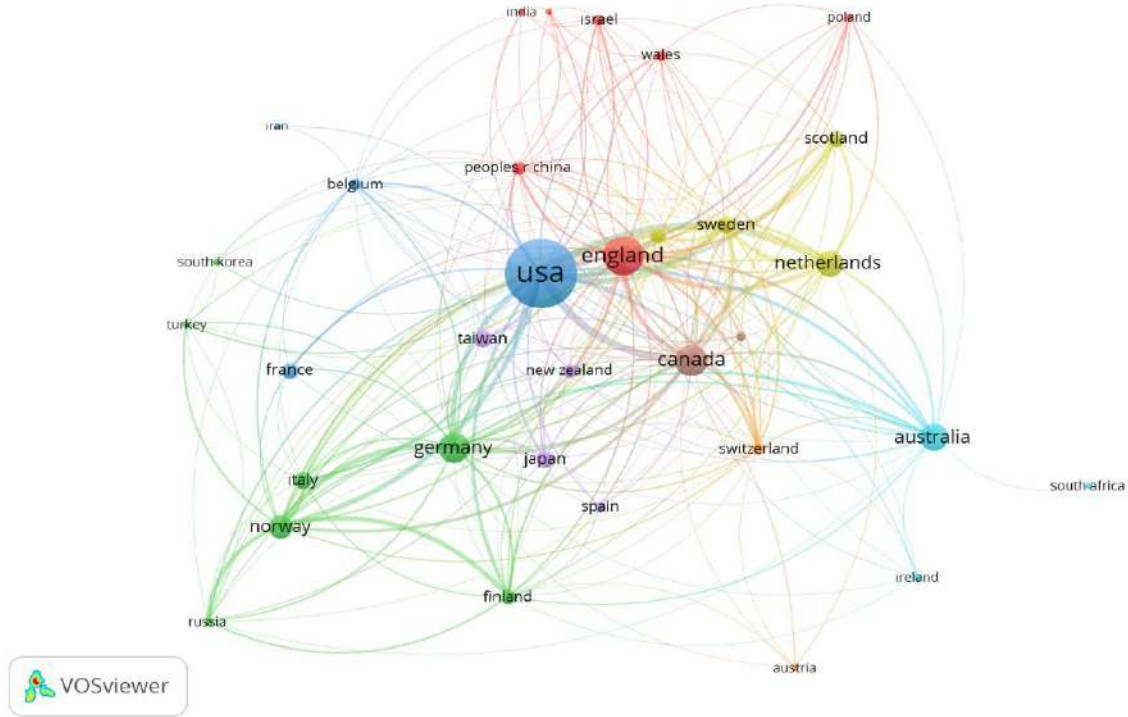 india
israel
poland
wales
iran
scotland
peoples r china
belgium
sweden
england
netherlands
south korea
usa
turkey
taiwan
canada
france
new zealand
australia
germany
switzerland
japan
italy
south africa
spain
norway
ireland
finland
russia
austria
VOSviewer